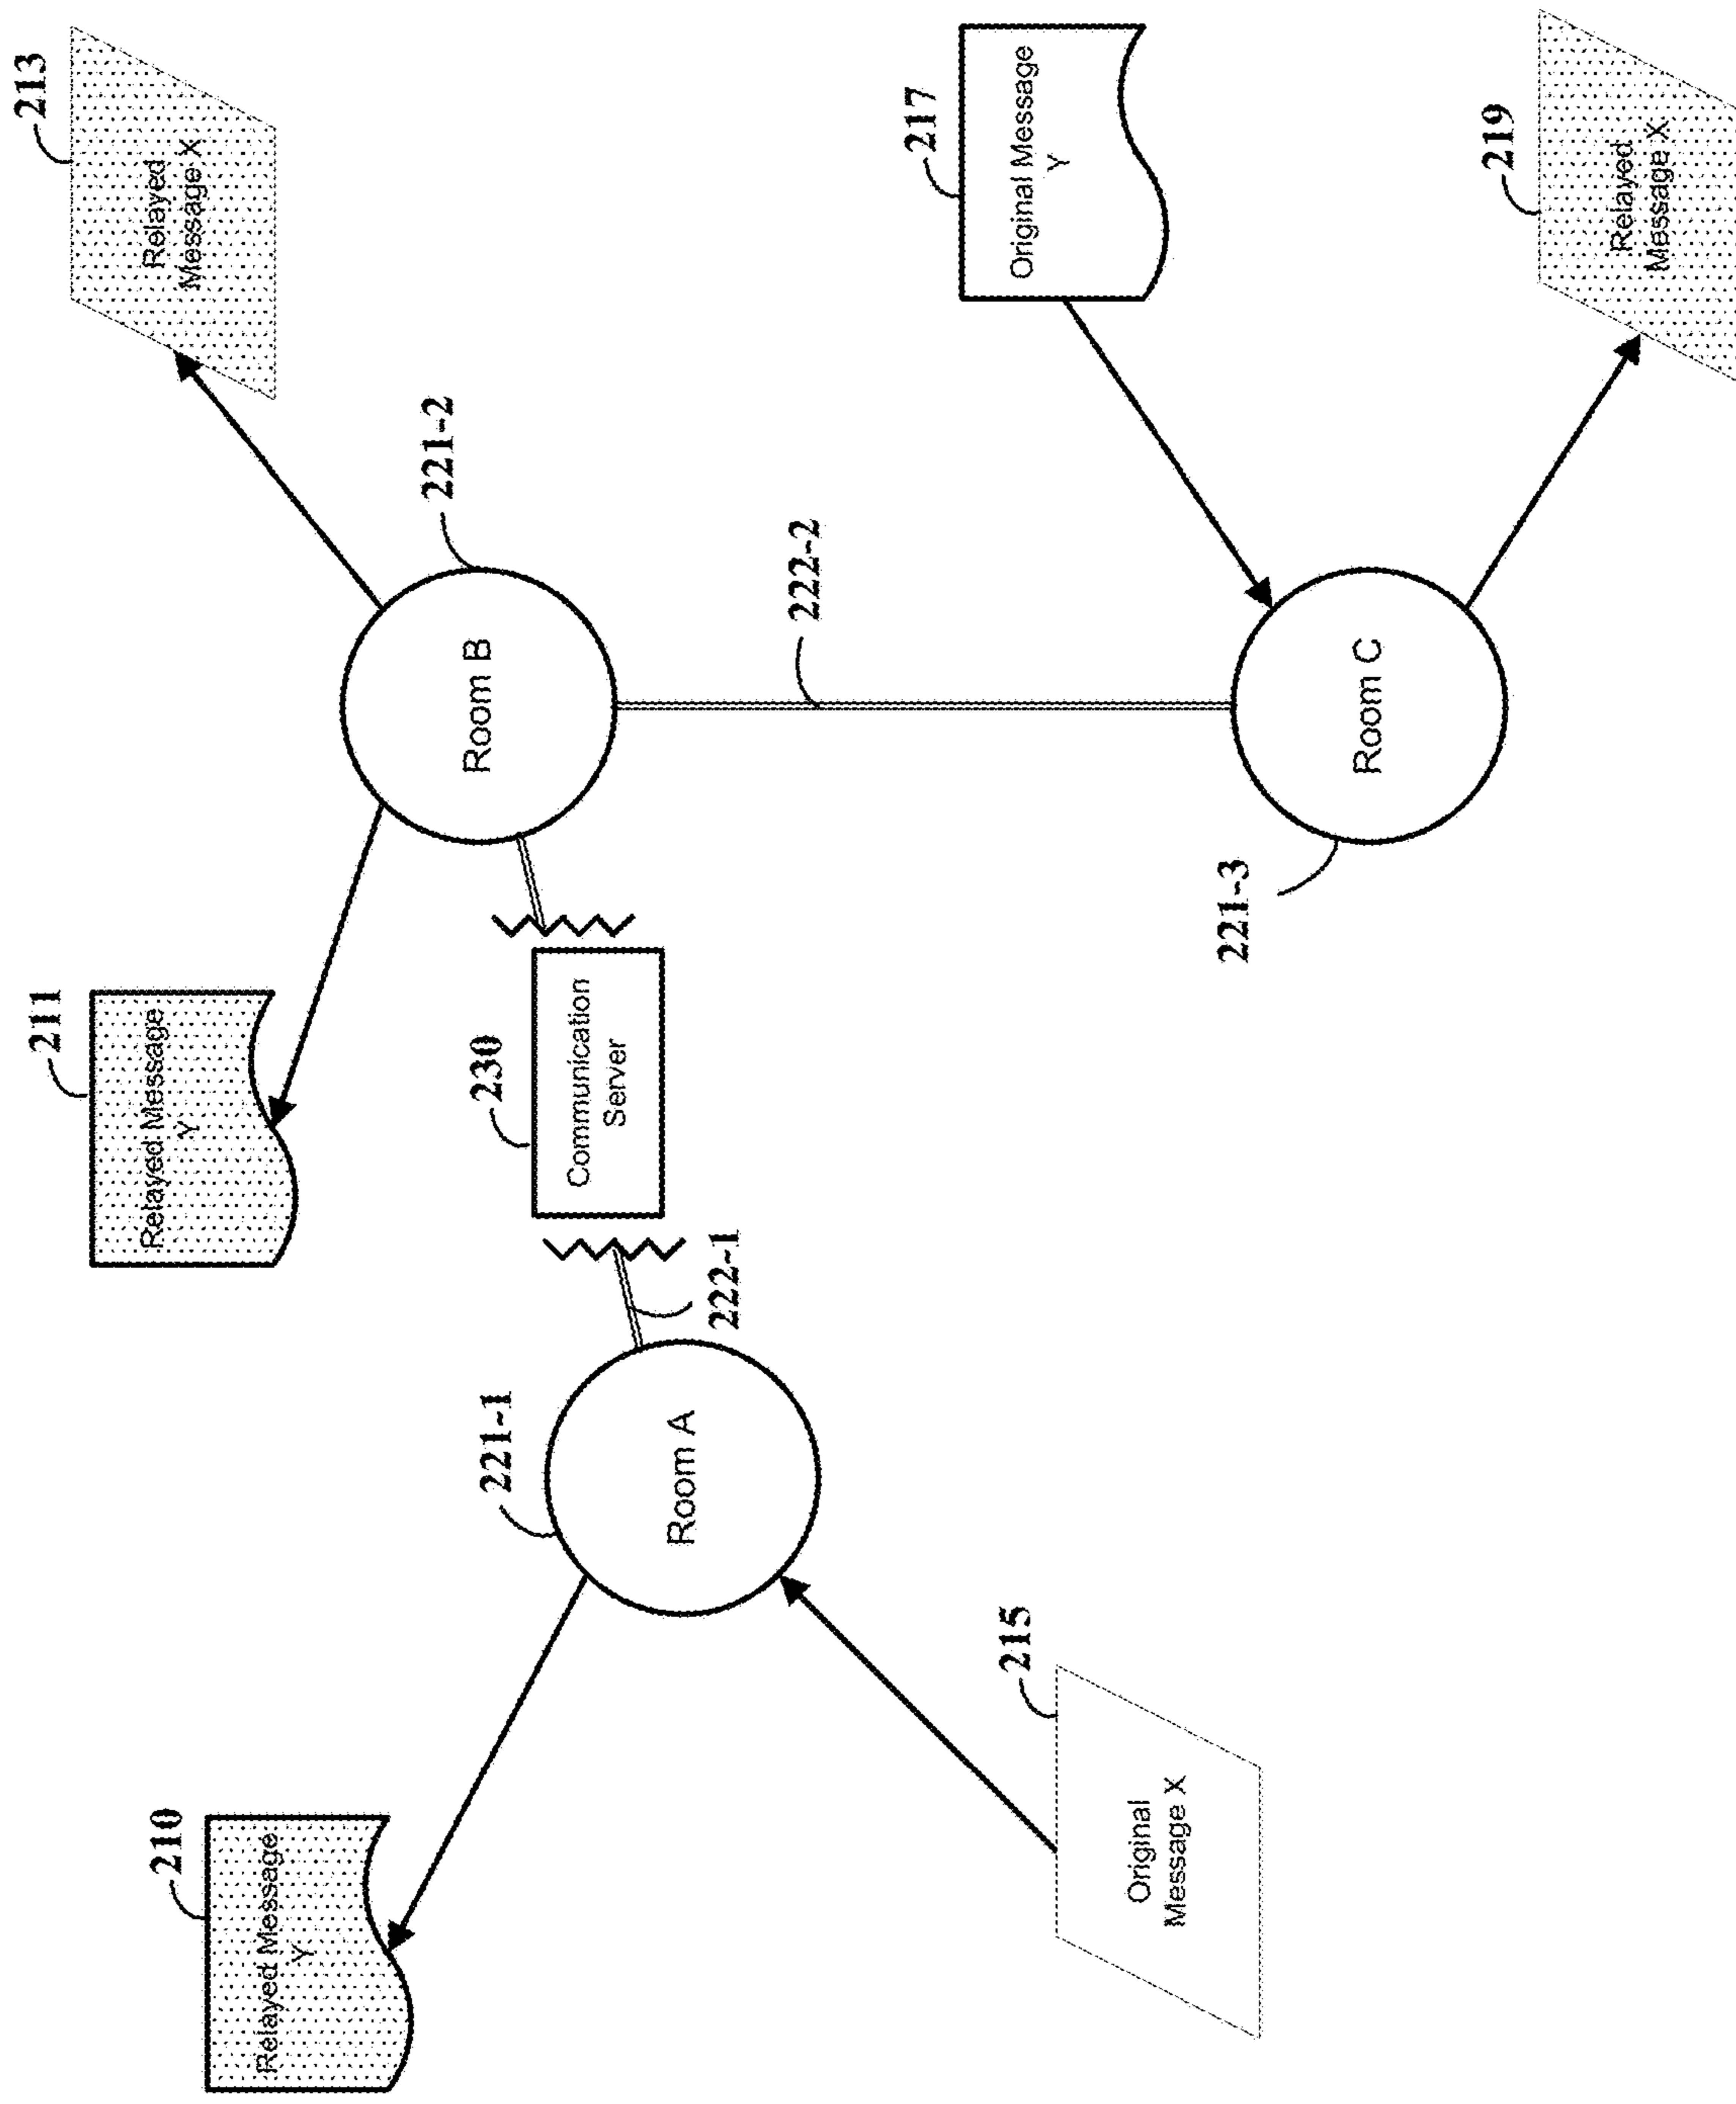 210
Relayed Message
Y
211
Relayed Message
Y
213
Relayed
Message X
221-1
Room A
222-1
230
Communication
Server
221-2
Room B
222-2
215
Original
Message X
217
Original Message
Y
221-3
Room C
219
Relayed
Message X